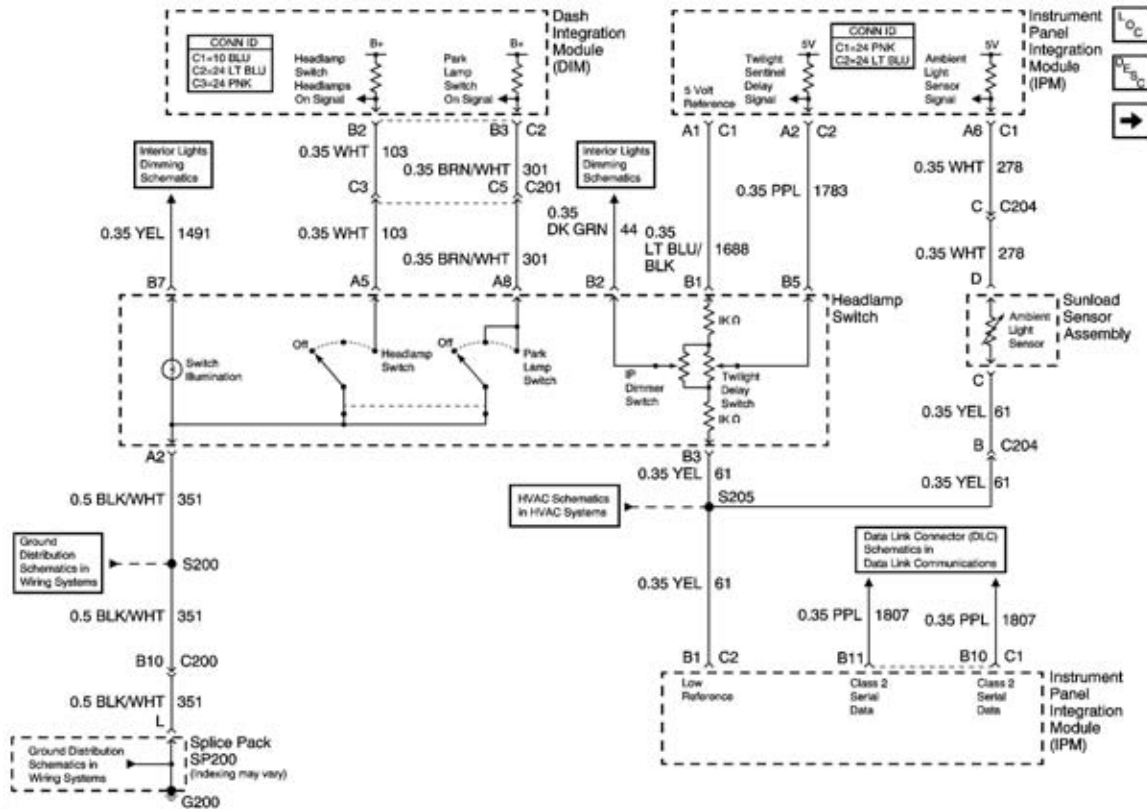 Dash
Integration
Module
(DIM)
CONN ID
C1=10 BLU
C2=24 LT BLU
C3=24 PNK
B+
Headlamp
Switch
Headlamps
On Signal
B+
Park
Lamp
Switch
On Signal
Instrument
Panel
Integration
Module
(IPM)
CONN ID
C1=24 PNK
C2=24 LT BLU
5 Volt
Reference
5V
Twilight
Sentinel
Delay
Signal
5V
Ambient
Light
Sensor
Signal
LOC
DESC
B2
B3
C2
A1
C1
A2
C2
A6
C1
Interior Lights
Dimming
Schematics
0.35 WHT
103
0.35 BRN/WHT
301
C3
C5
C201
Interior Lights
Dimming
Schematics
0.35 PPL
1783
0.35 WHT
278
C
C204
0.35 YEL
1491
0.35 WHT
103
0.35 BRN/WHT
301
0.35
DK GRN
44
0.35
LT BLU/
BLK
1688
0.35 WHT
278
B7
A5
A8
B2
B1
B5
D
Headlamp
Switch
Sunload
Sensor
Assembly
Ambient
Light
Sensor
Switch
Illumination
Off
Headlamp
Switch
Off
Park
Lamp
Switch
IP
Dimmer
Switch
1K Ω
Twilight
Delay
Switch
1K Ω
C
0.35 YEL
61
B
C204
0.35 YEL
61
A2
B3
0.35 YEL
61
0.5 BLK/WHT
351
HVAC Schematics
in HVAC Systems
S205
Ground
Distribution
Schematics in
Wiring Systems
S200
Data Link Connector (DLC)
Schematics in
Data Link Communications
0.35 YEL
61
0.5 BLK/WHT
351
0.35 PPL
1807
0.35 PPL
1807
B10
C200
B1
C2
B11
B10
C1
0.5 BLK/WHT
351
L
Low
Reference
Class 2
Serial
Data
Class 2
Serial
Data
Instrument
Panel
Integration
Module
(IPM)
Ground Distribution
Schematics in
Wiring Systems
Splice Pack
SP200
(Indexing may vary)
G200